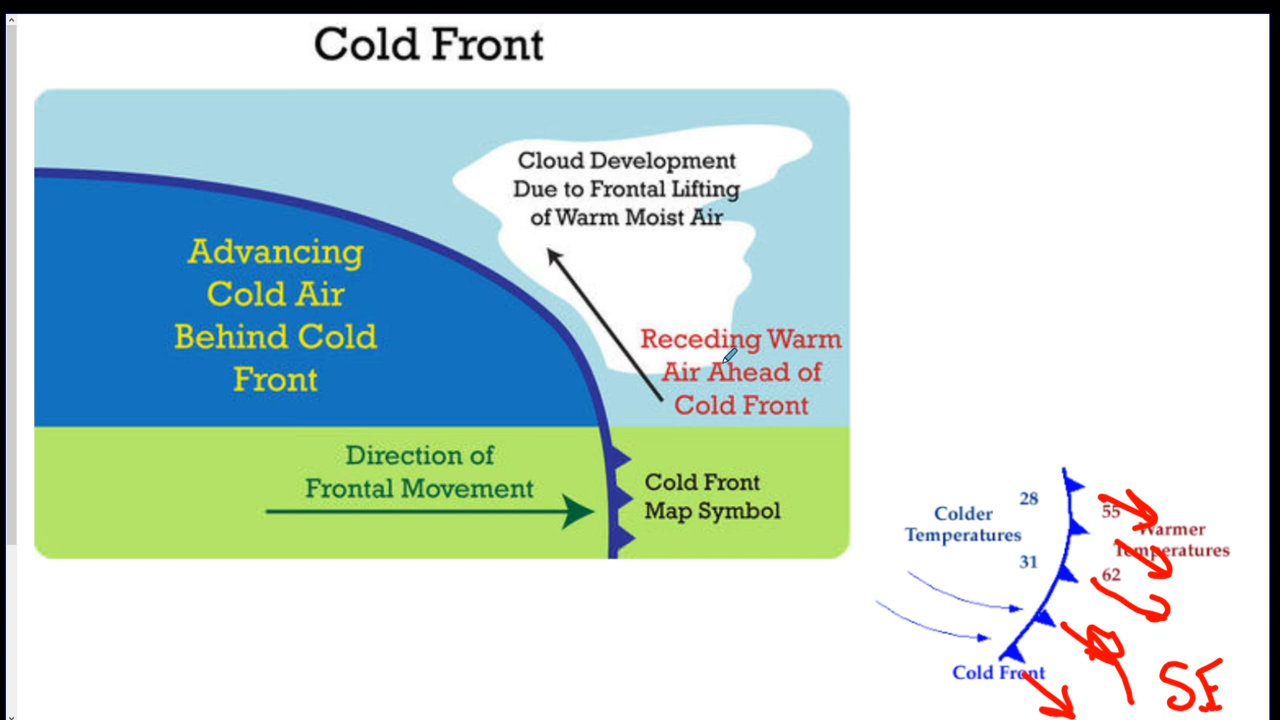 Cold Front
Cloud Development
Due to Frontal Lifting
of Warm Moist Air
Advancing
Cold Air
Behind Cold
Front
Receding Warm
Air Ahead of
Cold Front
Direction of
Frontal Movement
Cold Front
Map Symbol
28
55
Colder
Temperatures
Warmer
Temperatures
31
62
Cold Front
SE